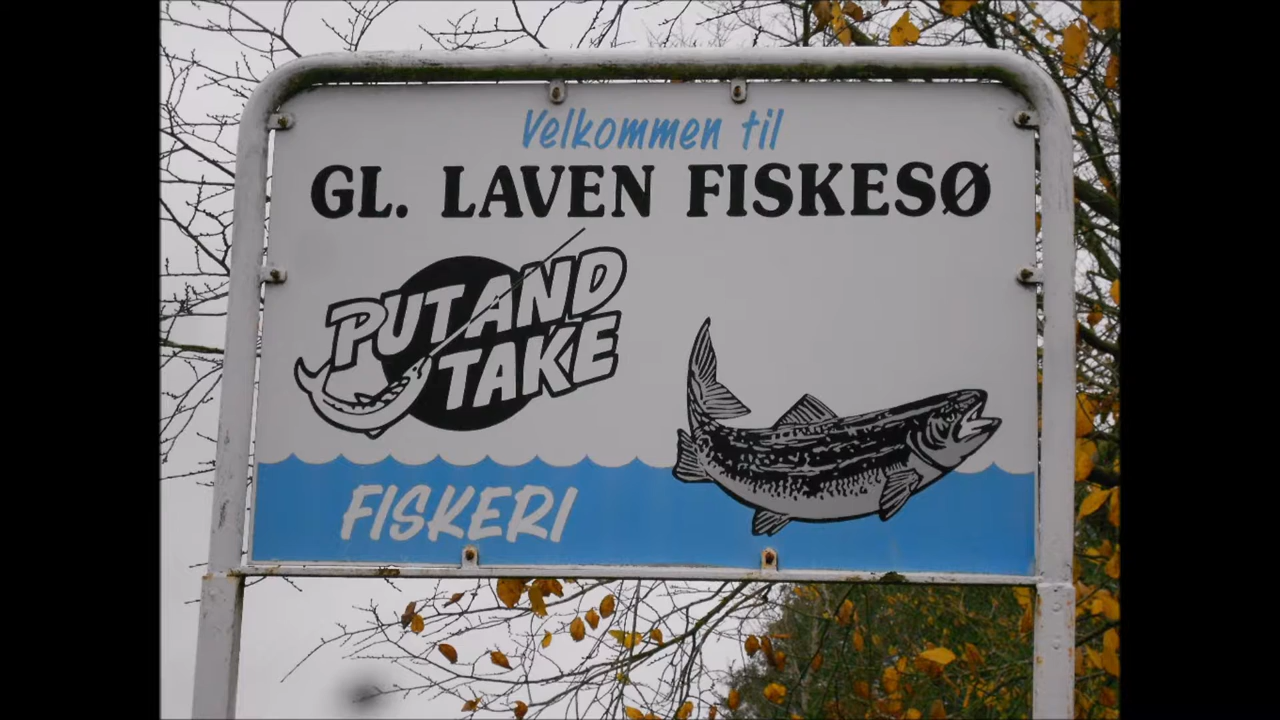 Velkommen til
GL. LAVEN FISKESØ
PUT AND
TAKE
FISKERI